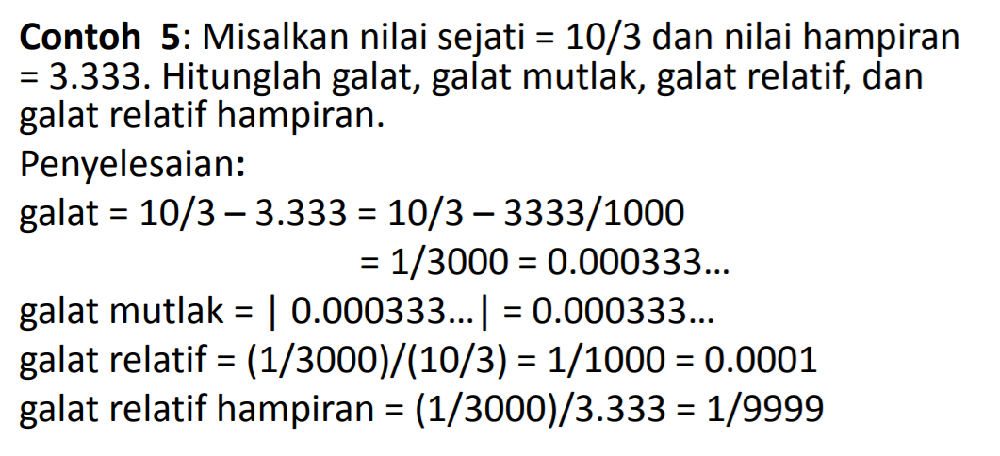 Contoh 5: Misalkan nilai sejati = 10/3 dan nilai hampiran
= 3.333. Hitunglah galat, galat mutlak, galat relatif, dan
galat relatif hampiran.
Penyelesaian:
galat = 10/3 – 3.333 = 10/3 – 3333/1000
= 1/3000 = 0.000333…
galat mutlak = | 0.000333…| = 0.000333…
galat relatif = (1/3000)/(10/3) = 1/1000 = 0.0001
galat relatif hampiran = (1/3000)/3.333 = 1/9999